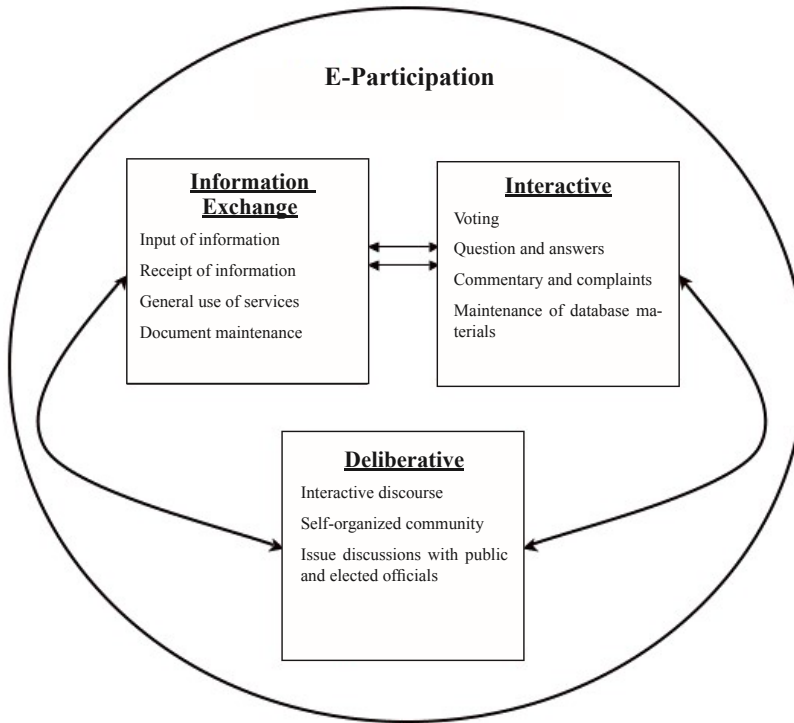 E-Participation
Information
Exchange
Input of information
Receipt of information
General use of services
Document maintenance
Interactive
Voting
Question and answers
Commentary and complaints
Maintenance of database ma-
terials
Deliberative
Interactive discourse
Self-organized community
Issue discussions with public
and elected officials